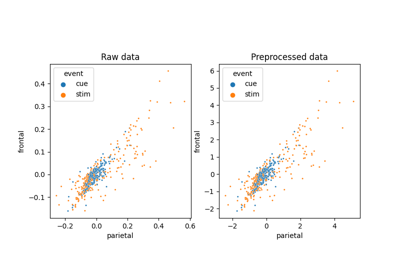 Raw data
event
cue
stim
0.4
0.3
0.2
0.1
0.0
−0.1
frontal
−0.2 0.0 0.2 0.4 0.6
parietal
Preprocessed data
event
cue
stim
6
5
4
3
2
1
0
−1
−2
frontal
−2 0 2 4
parietal